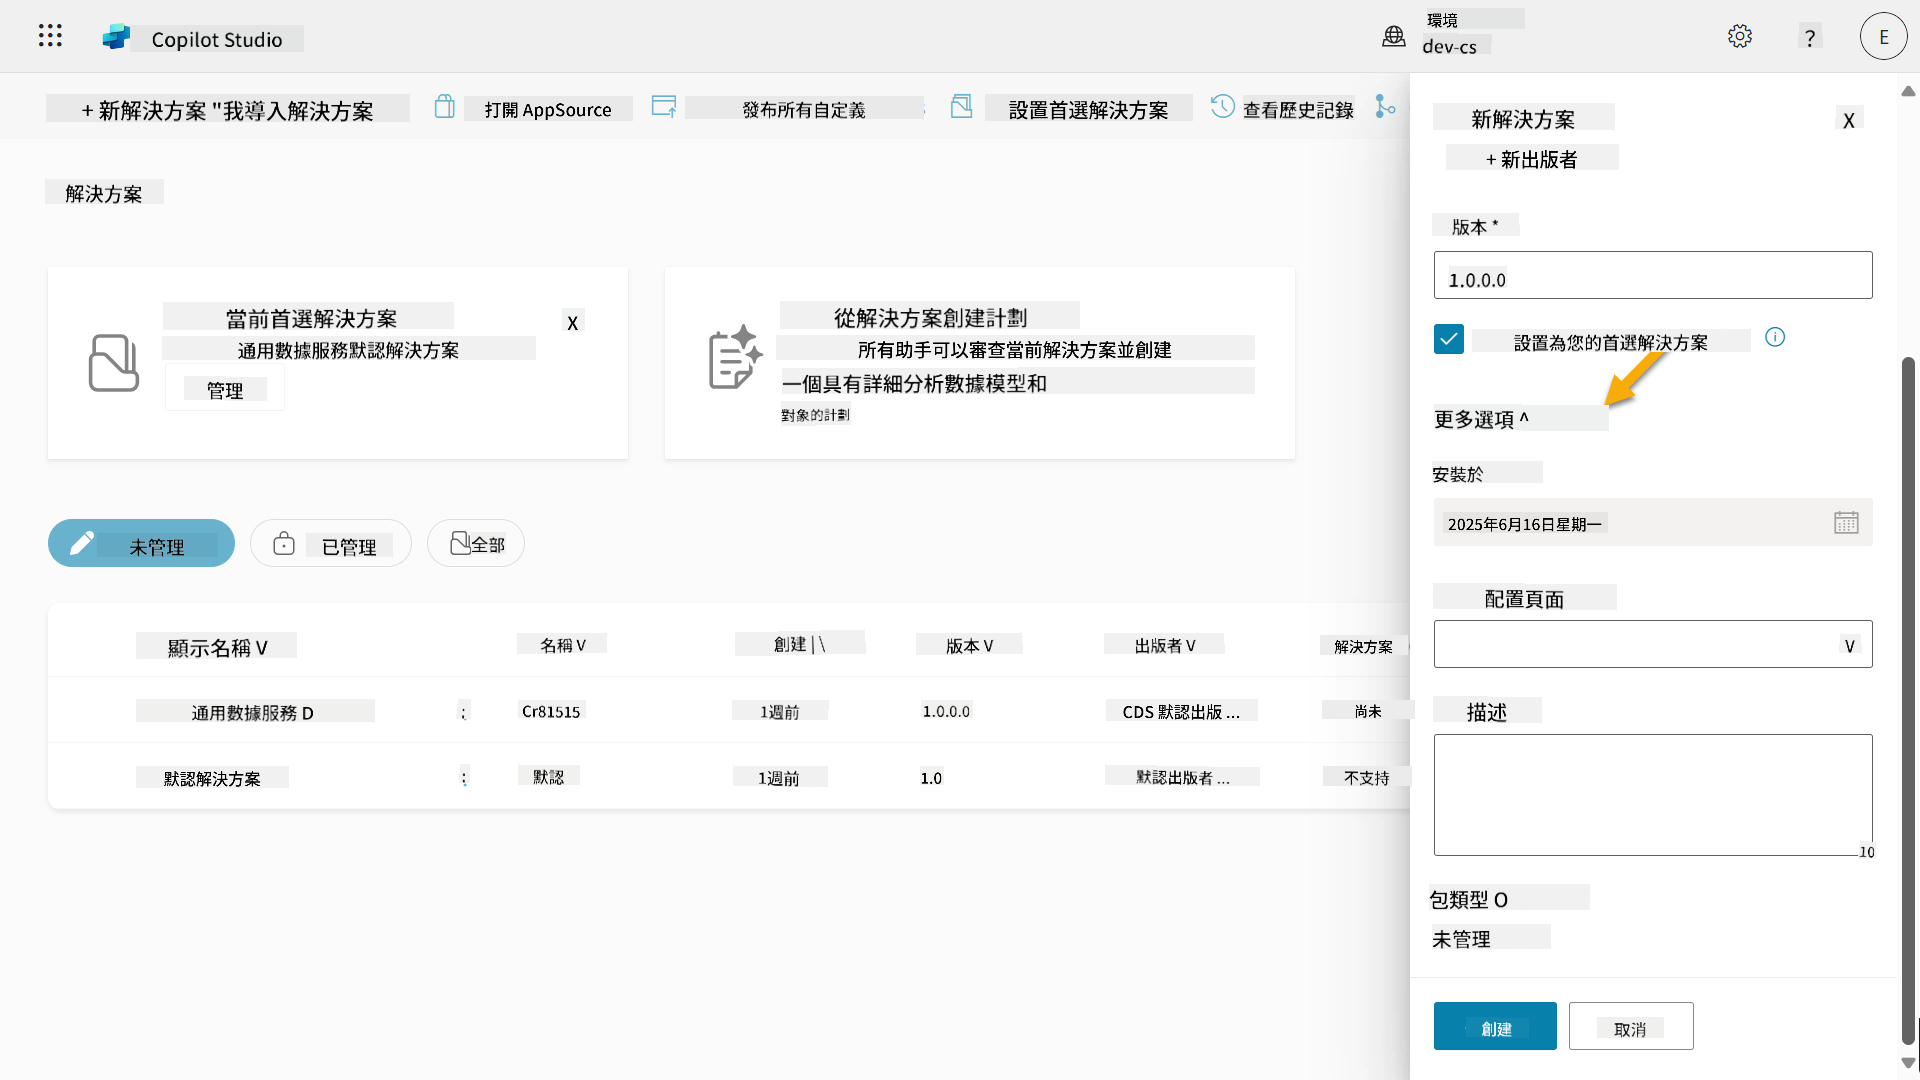 Copilot Studio
環境
dev-cs
?
E
+ 新解決方案 "我導入解決方案
打開 AppSource
發布所有自定義
設置首選解決方案
查看歷史記錄
解決方案
當前首選解決方案
X
通用數據服務默認解決方案
管理
從解決方案創建計劃
所有助手可以審查當前解決方案並創建
一個具有詳細分析數據模型和
對象的計劃
未管理
已管理
全部
顯示名稱 V
名稱 V
創建 | \
版本 V
出版者 V
解決方案
通用數據服務 D
:
Cr81515
1週前
1.0.0.0
CDS 默認出版 ...
尚未
默認解決方案
:
默認
1週前
1.0
默認出版者 ...
不支持
新解決方案
X
+ 新出版者
版本 *
1.0.0.0
設置為您的首選解決方案
更多選項 ^
安裝於
2025年6月16日星期一
配置頁面
V
描述
10
包類型 O
未管理
創建
取消